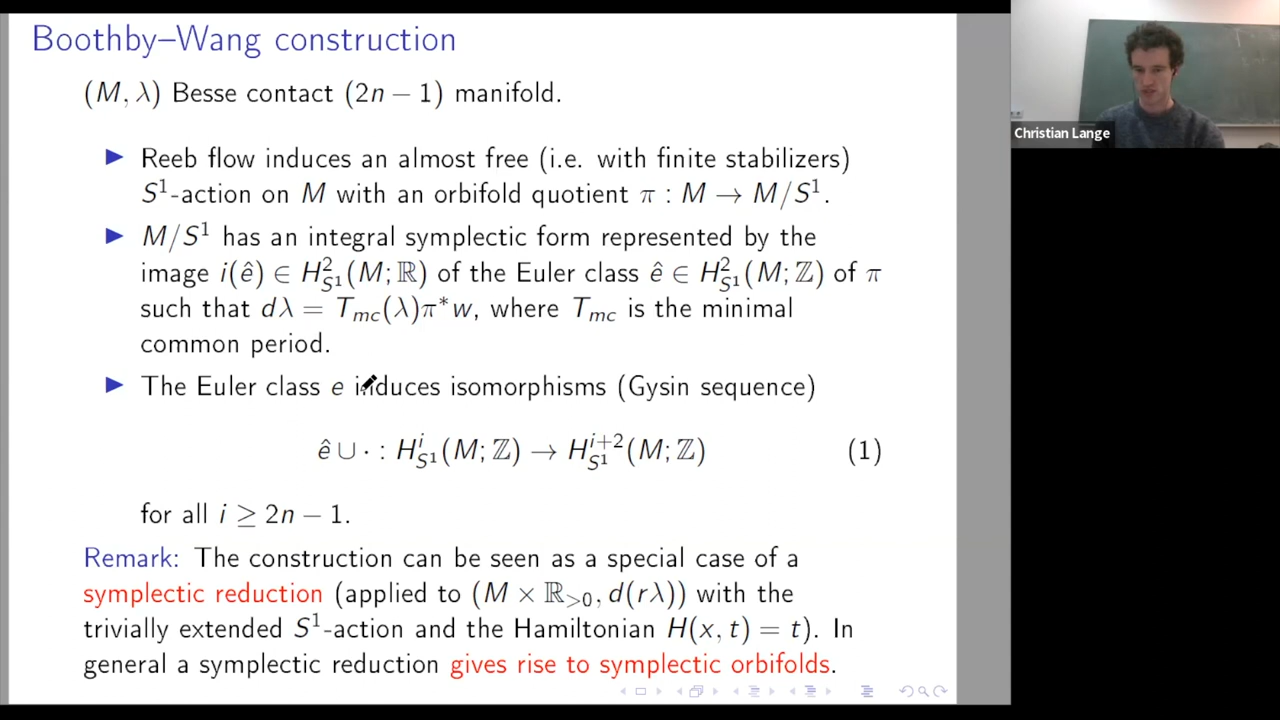 Boothby–Wang construction
(M, λ) Besse contact (2n − 1) manifold.
Reeb flow induces an almost free (i.e. with finite stabilizers)
S¹-action on M with an orbifold quotient π : M → M/S¹.
M/S¹ has an integral symplectic form represented by the
image i(ê) ∈ H²_{S¹}(M; ℝ) of the Euler class ê ∈ H²_{S¹}(M; ℤ) of π
such that dλ = T_{mc}(λ)π*w, where T_{mc} is the minimal
common period.
The Euler class e induces isomorphisms (Gysin sequence)
ê ∪ · : H^i_{S¹}(M; ℤ) → H^{i+2}_{S¹}(M; ℤ) (1)
for all i ≥ 2n − 1.
Remark: The construction can be seen as a special case of a
symplectic reduction (applied to (M × ℝ_{>0}, d(rλ)) with the
trivially extended S¹-action and the Hamiltonian H(x, t) = t). In
general a symplectic reduction gives rise to symplectic orbifolds.
Christian Lange